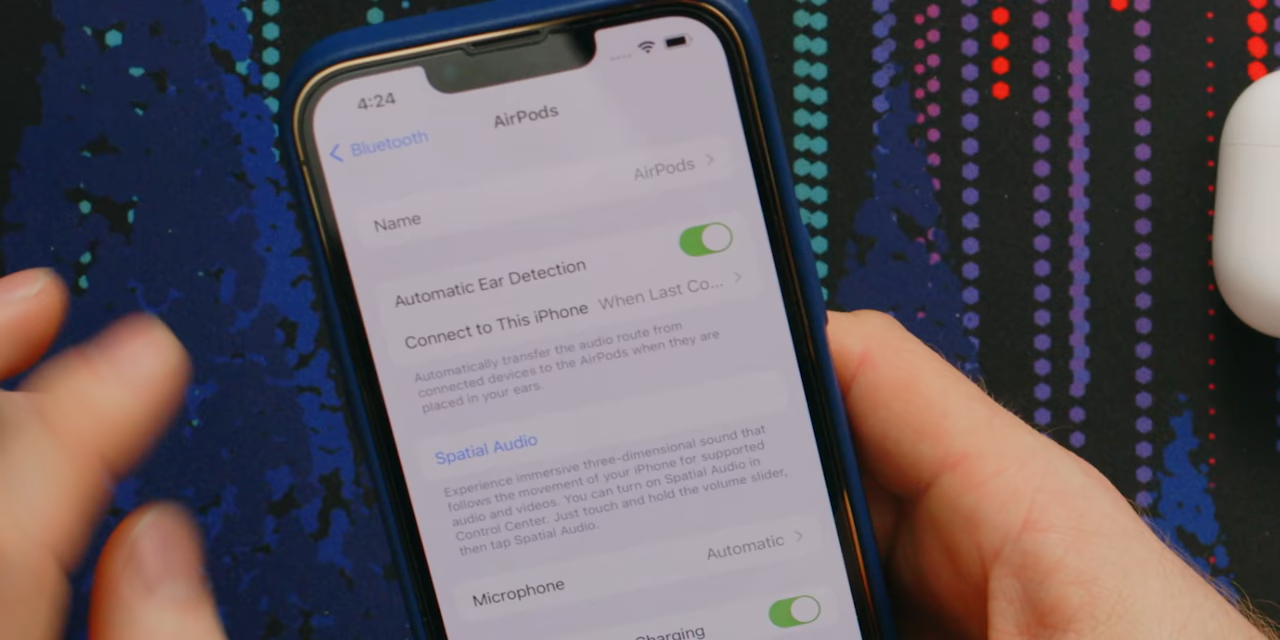 4:24
Bluetooth
AirPods
Name AirPods
Automatic Ear Detection
Connect to This iPhone When Last Co...
Automatically transfer the audio route from
connected devices to the AirPods when they are
placed in your ears.
Spatial Audio
Experience immersive three-dimensional sound that
follows the movement of your iPhone for supported
audio and videos. You can turn on Spatial Audio in
Control Center. Just touch and hold the volume slider,
then tap Spatial Audio.
Microphone Automatic
Charging